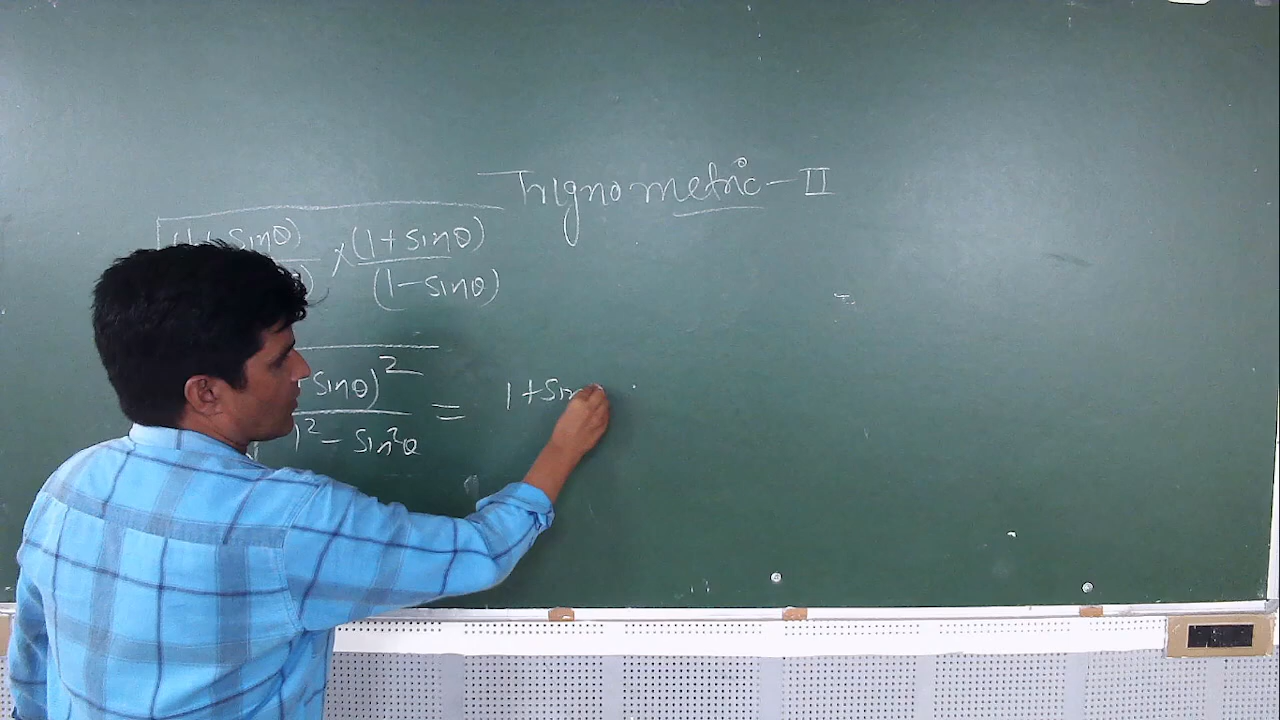 Trignometric - II
(1+sinθ) × (1+sinθ)
(1-sinθ)
sinθ)² = 1+sin
1² - sin²θ